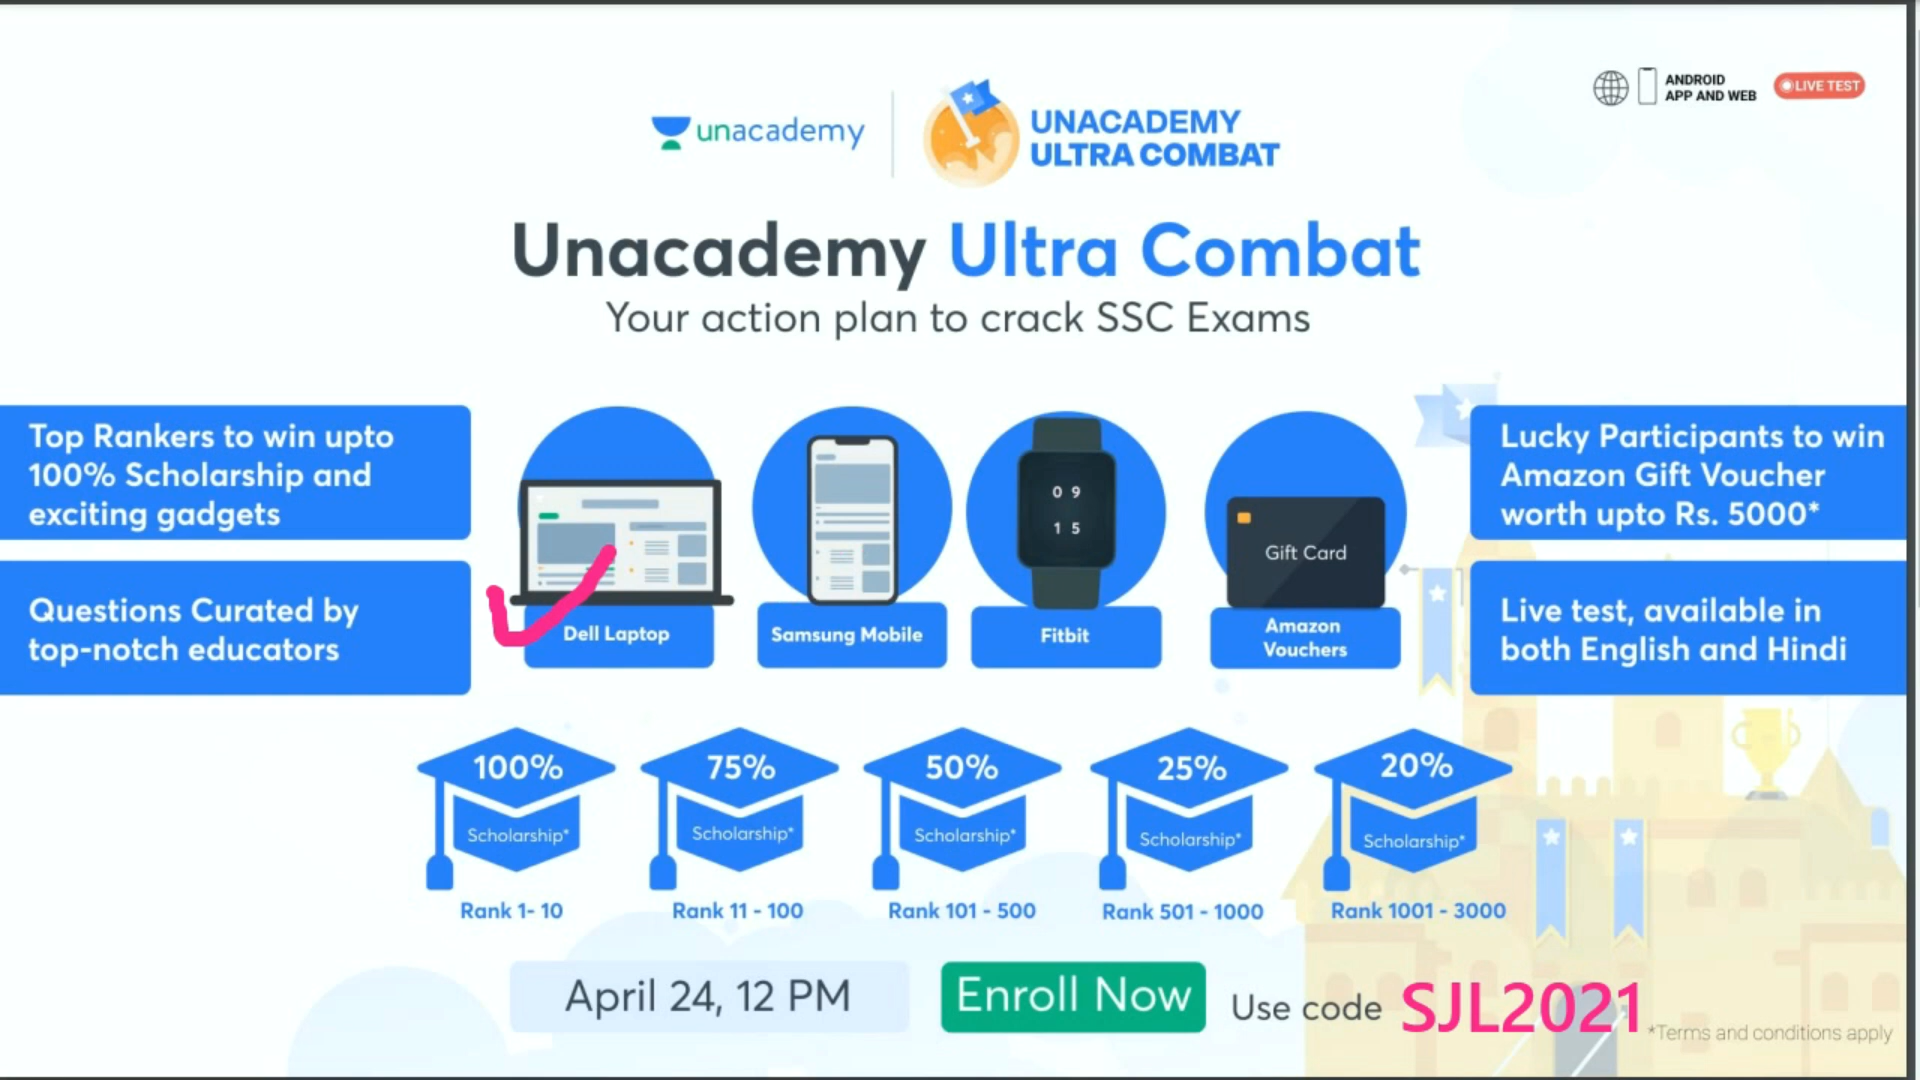 ANDROID
APP AND WEB
LIVE TEST
unacademy
UNACADEMY
ULTRA COMBAT
Unacademy Ultra Combat
Your action plan to crack SSC Exams
Top Rankers to win upto
100% Scholarship and
exciting gadgets
Questions Curated by
top-notch educators
Dell Laptop
Samsung Mobile
09
15
Fitbit
Gift Card
Amazon
Vouchers
Lucky Participants to win
Amazon Gift Voucher
worth upto Rs. 5000*
Live test, available in
both English and Hindi
100%
Scholarship*
Rank 1- 10
75%
Scholarship*
Rank 11 - 100
50%
Scholarship*
Rank 101 - 500
25%
Scholarship*
Rank 501 - 1000
20%
Scholarship*
Rank 1001 - 3000
April 24, 12 PM
Enroll Now
Use code SJL2021
*Terms and conditions apply